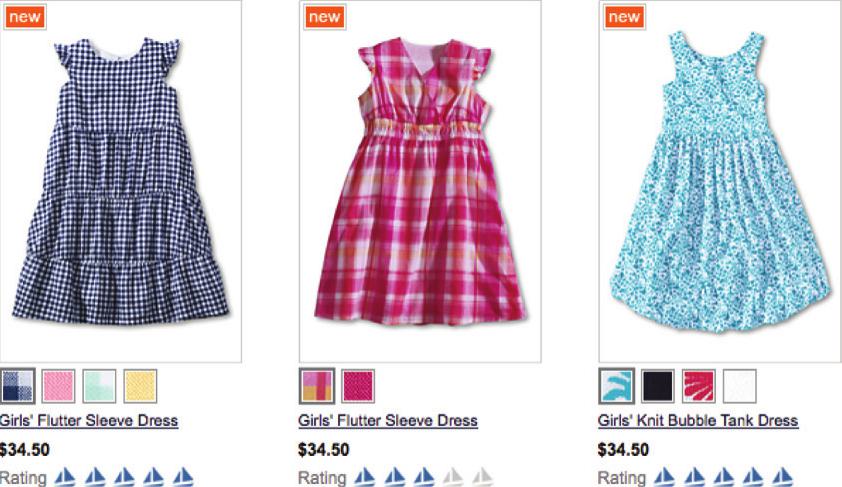 new
new
new
Girls' Flutter Sleeve Dress
Girls' Flutter Sleeve Dress
Girls' Knit Bubble Tank Dress
$34.50
$34.50
$34.50
Rating
Rating
Rating